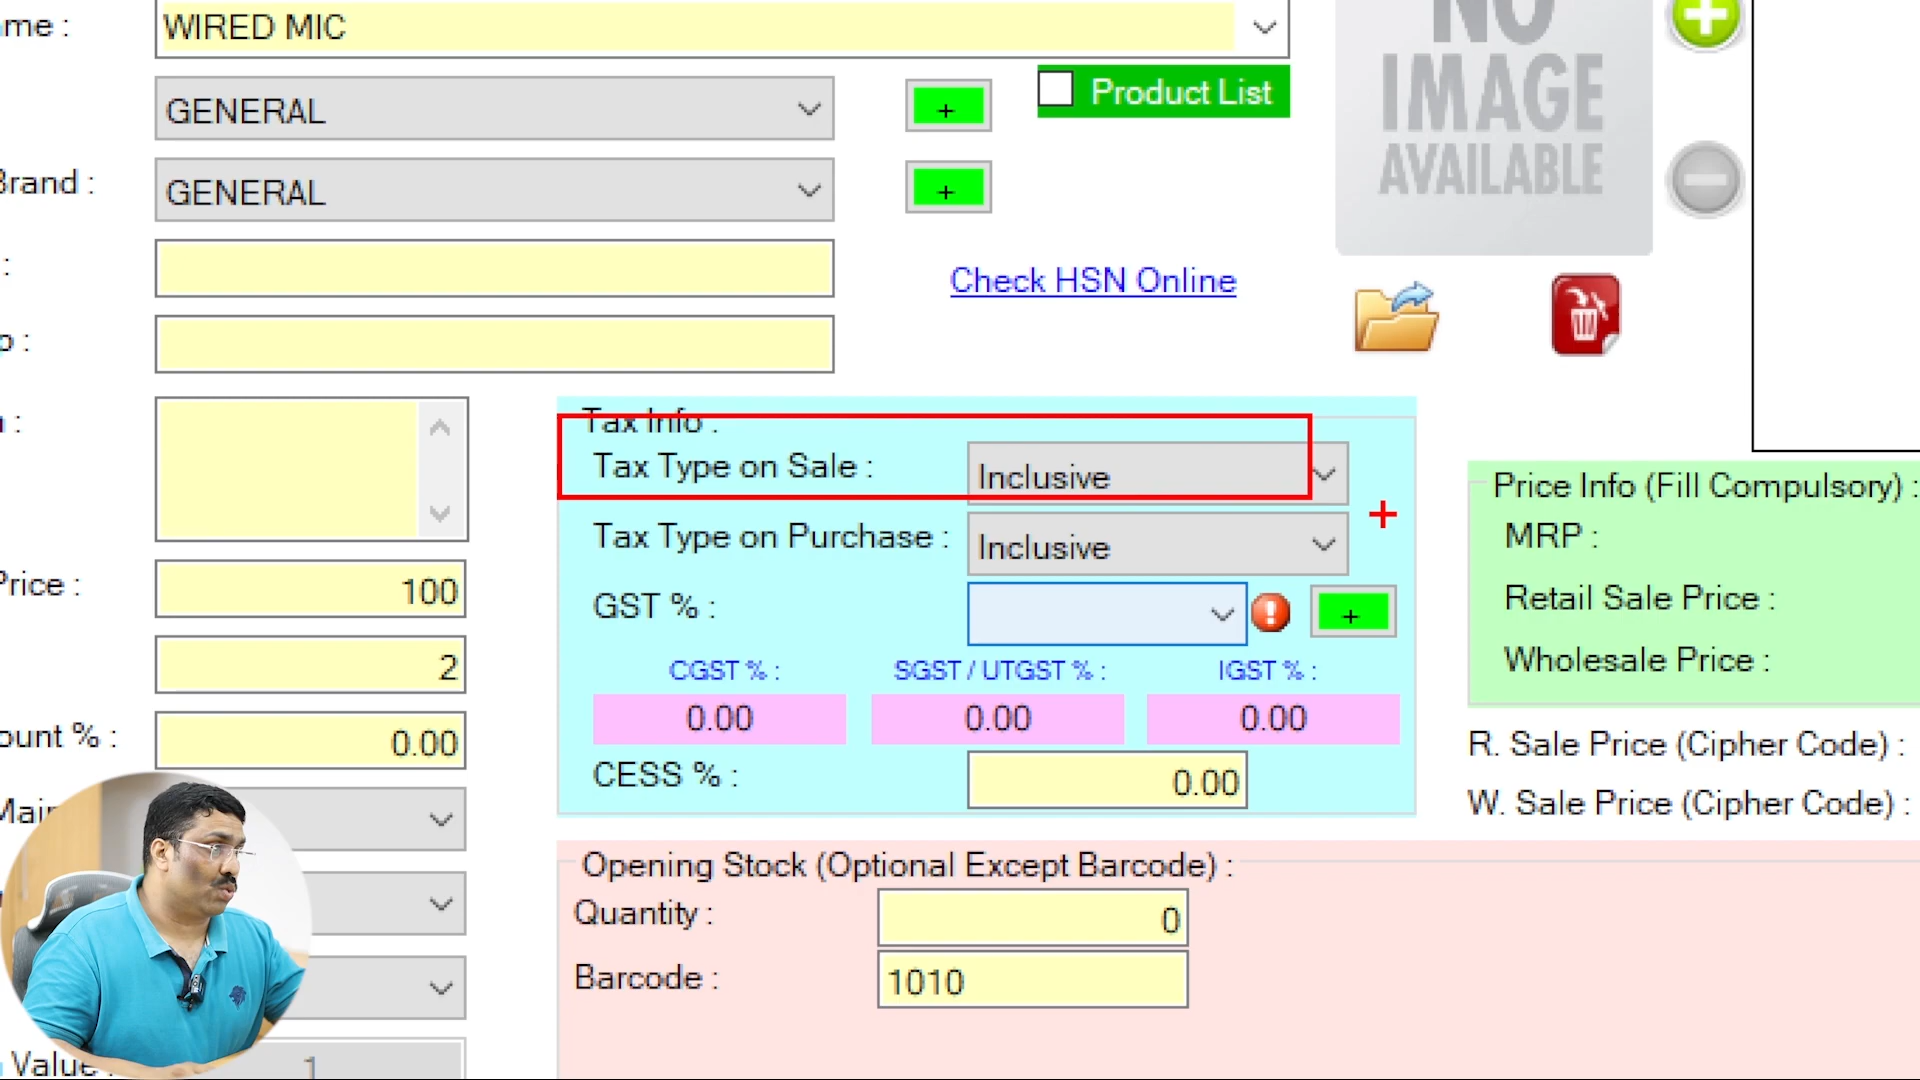 me :
WIRED MIC
GENERAL
+
Product List
NO
IMAGE
AVAILABLE
Brand :
GENERAL
+
:
Check HSN Online
:
:
Tax Info :
Tax Type on Sale :
Inclusive
Tax Type on Purchase :
Inclusive
+
GST % :
+
CGST % :
SGST / UTGST % :
IGST % :
0.00
0.00
0.00
CESS % :
0.00
Price :
100
2
ount % :
0.00
Main
Value
1
Price Info (Fill Compulsory) :
MRP :
Retail Sale Price :
Wholesale Price :
R. Sale Price (Cipher Code) :
W. Sale Price (Cipher Code) :
Opening Stock (Optional Except Barcode) :
Quantity :
0
Barcode :
1010